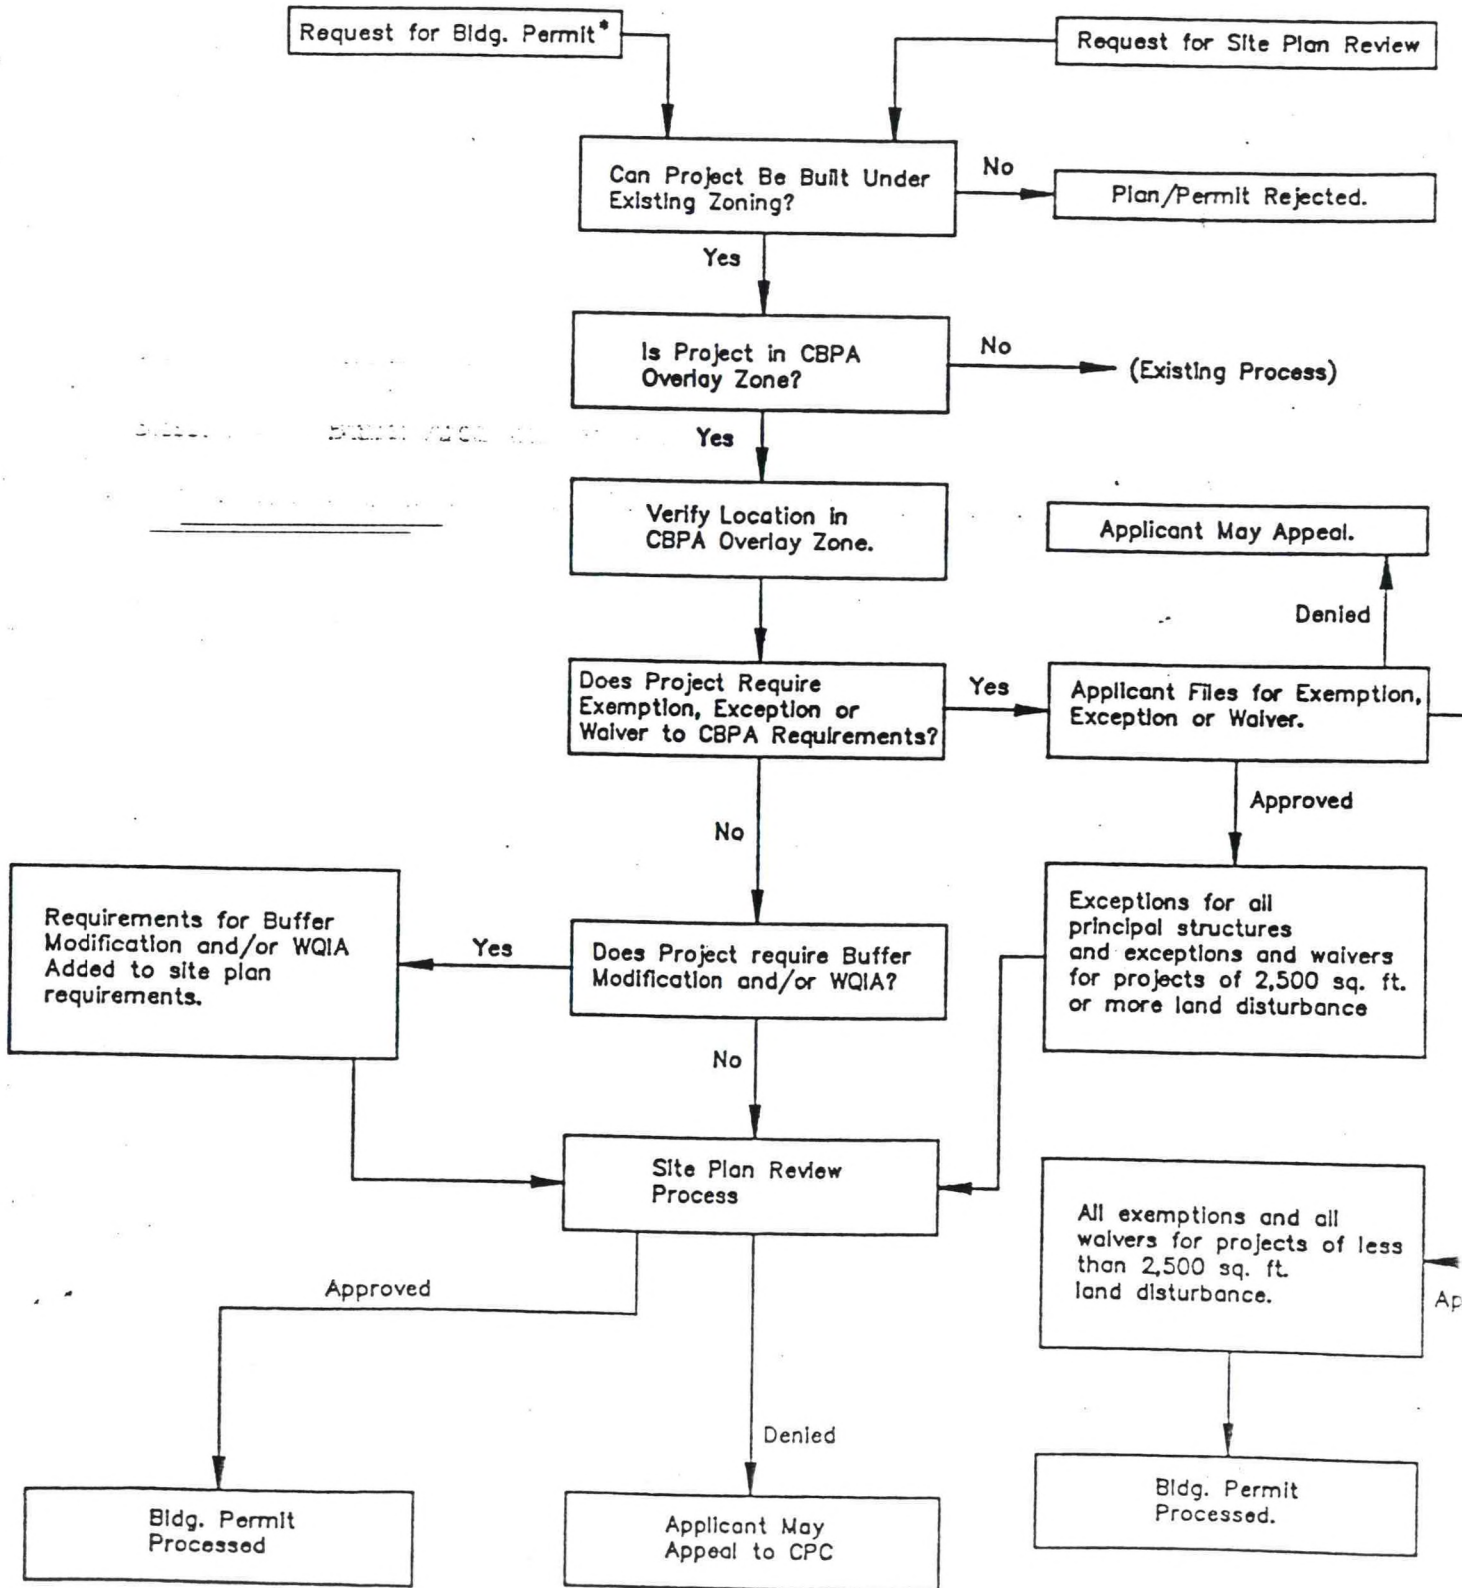 Request for Bldg. Permit*
Request for Site Plan Review
Can Project Be Built Under
Existing Zoning?
No
Plan/Permit Rejected.
Yes
Is Project in CBPA
Overlay Zone?
No
(Existing Process)
Yes
Verify Location in
CBPA Overlay Zone.
Applicant May Appeal.
Denied
Does Project Require
Exemption, Exception or
Waiver to CBPA Requirements?
Yes
Applicant Files for Exemption,
Exception or Waiver.
Approved
No
Requirements for Buffer
Modification and/or WQIA
Added to site plan
requirements.
Yes
Does Project require Buffer
Modification and/or WQIA?
Exceptions for all
principal structures
and exceptions and waivers
for projects of 2,500 sq. ft.
or more land disturbance
No
Site Plan Review
Process
All exemptions and all
waivers for projects of less
than 2,500 sq. ft.
land disturbance.
Ap
Approved
Denied
Bldg. Permit
Processed
Applicant May
Appeal to CPC
Bldg. Permit
Processed.